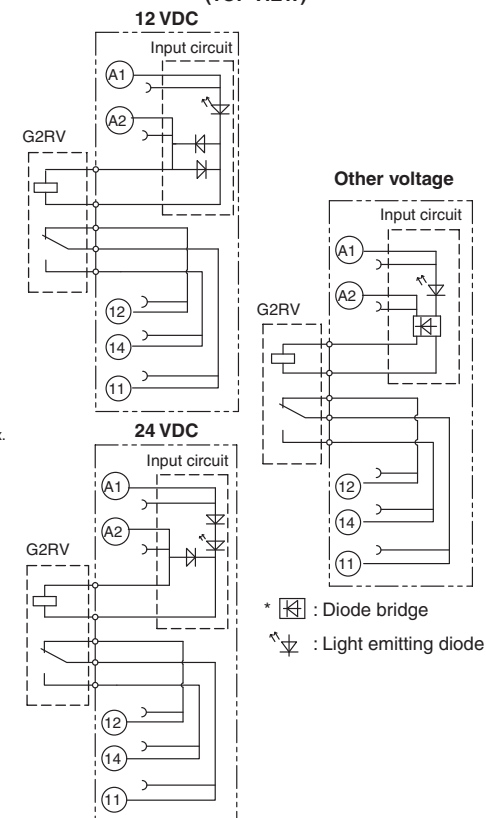 12 VDC
Input circuit
A1
A2
G2RV
12
14
11
Other voltage
Input circuit
A1
A2
G2RV
12
14
11
24 VDC
Input circuit
A1
A2
G2RV
12
14
11
* : Diode bridge
: Light emitting diode